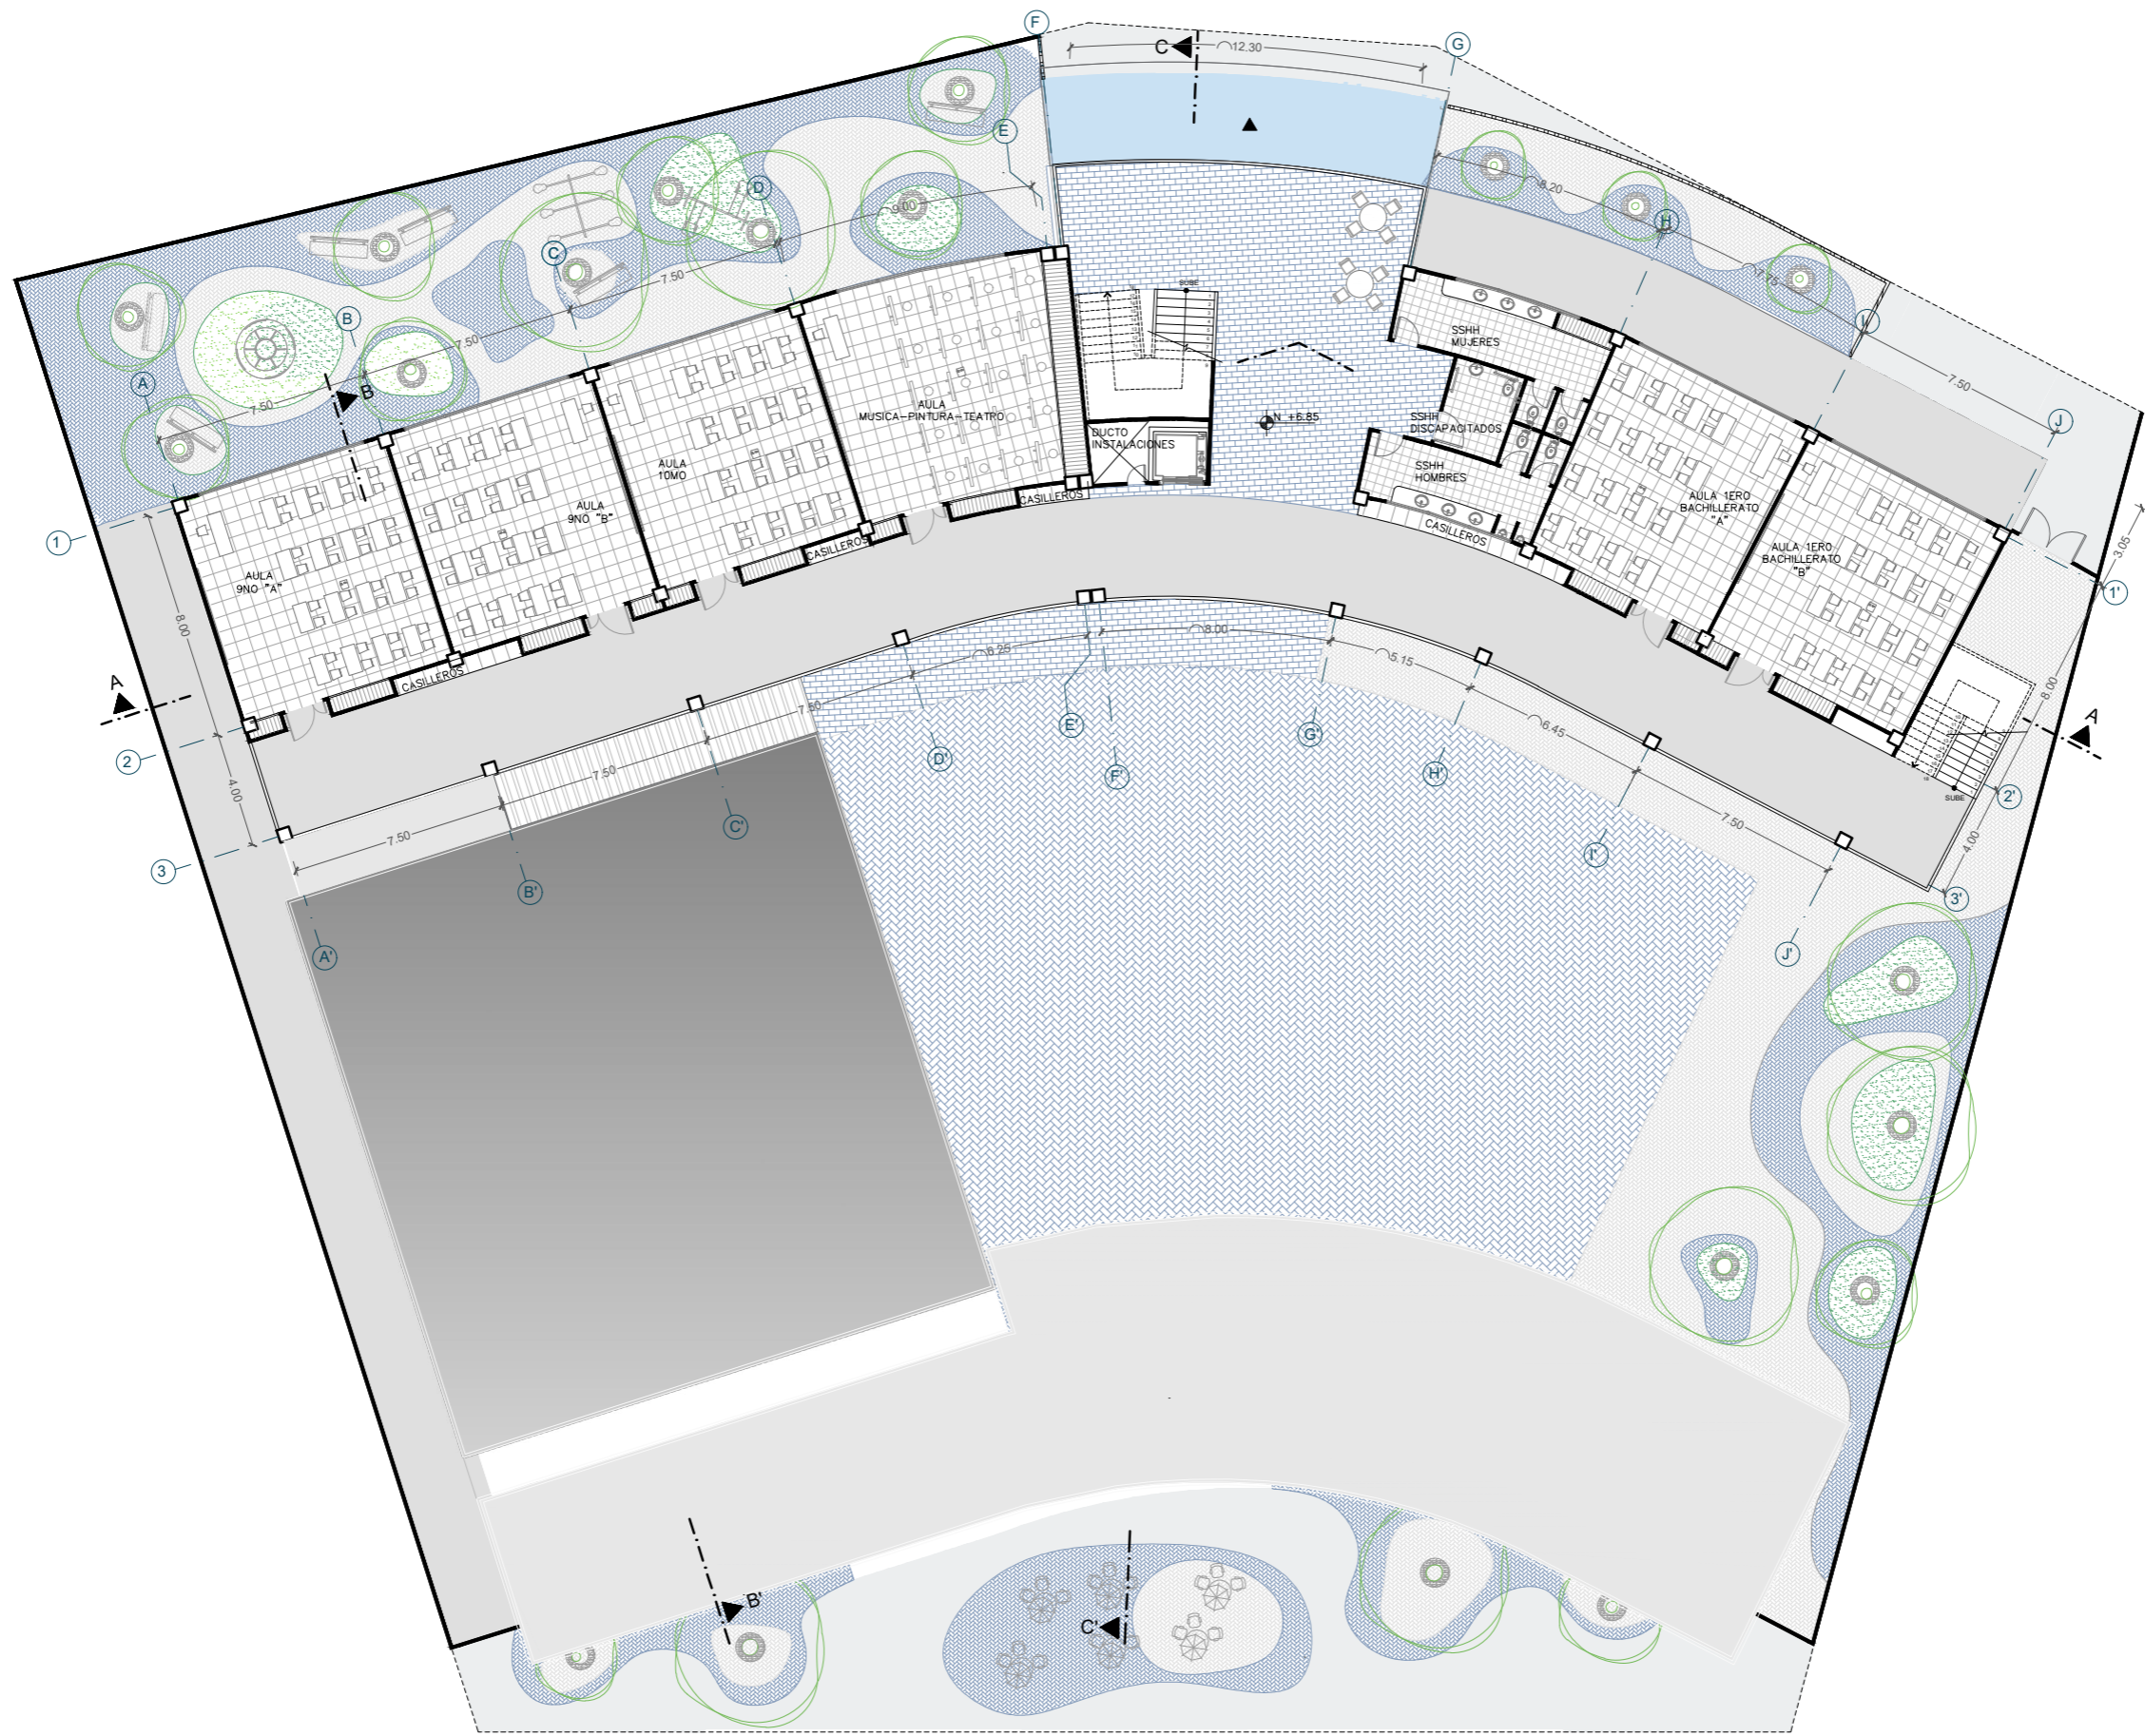 F
C
12.30
G
E
D
9.00
8.20
H
7.75
I
C
7.50
B
7.50
SUBE
SSHH
MUJERES
7.50
J
A
7.50
B
AULA
MUSICA-PINTURA-TEATRO
N +6.85
SSHH
DISCAPACITADOS
DUCTO
INSTALACIONES
AULA
10MO
SSHH
HOMBRES
AULA
9NO "B"
CASILLEROS
AULA 1ERO
BACHILLERATO
"A"
1
CASILLEROS
CASILLEROS
AULA 1ERO
BACHILLERATO
"B"
3.05
AULA
9NO "A"
1'
8.00
8.00
6.25
5.15
CASILLEROS
8.00
A
7.50
6.45
A
2
D'
E'
F'
G'
H'
4.00
7.50
SUBE
2'
7.50
C'
7.50
4.00
3
B'
I'
3'
A'
J'
B'
C'